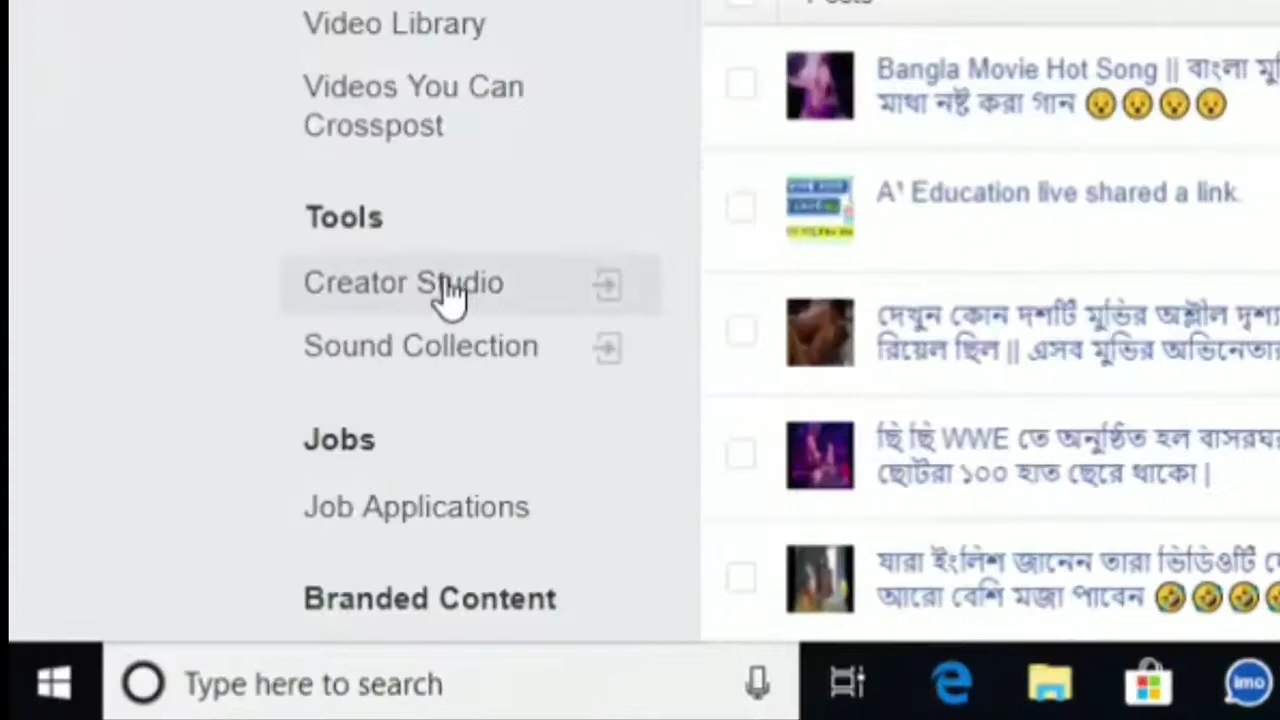 Video Library
Videos You Can
Crosspost
Tools
Creator Studio
Sound Collection
Jobs
Job Applications
Branded Content
Posts
Bangla Movie Hot Song || বাংলা
মাথা নষ্ট করা গান 😮😮😮😮
Education live shared a link.
দেখুন কোন দশটি মুভির অশ্লীল দৃশ্য
রিয়েল ছিল || এসব মুভির
ছি ছি WWE তে অনুষ্ঠিত হল
ছোটরা ১০০ হাত ছেরে থাকো |
যারা ইংলিশ জানেন তারা ভিডিওটি
আরো বেশি মজা পাবেন 🤣🤣🤣🤣
Type here to search
imo